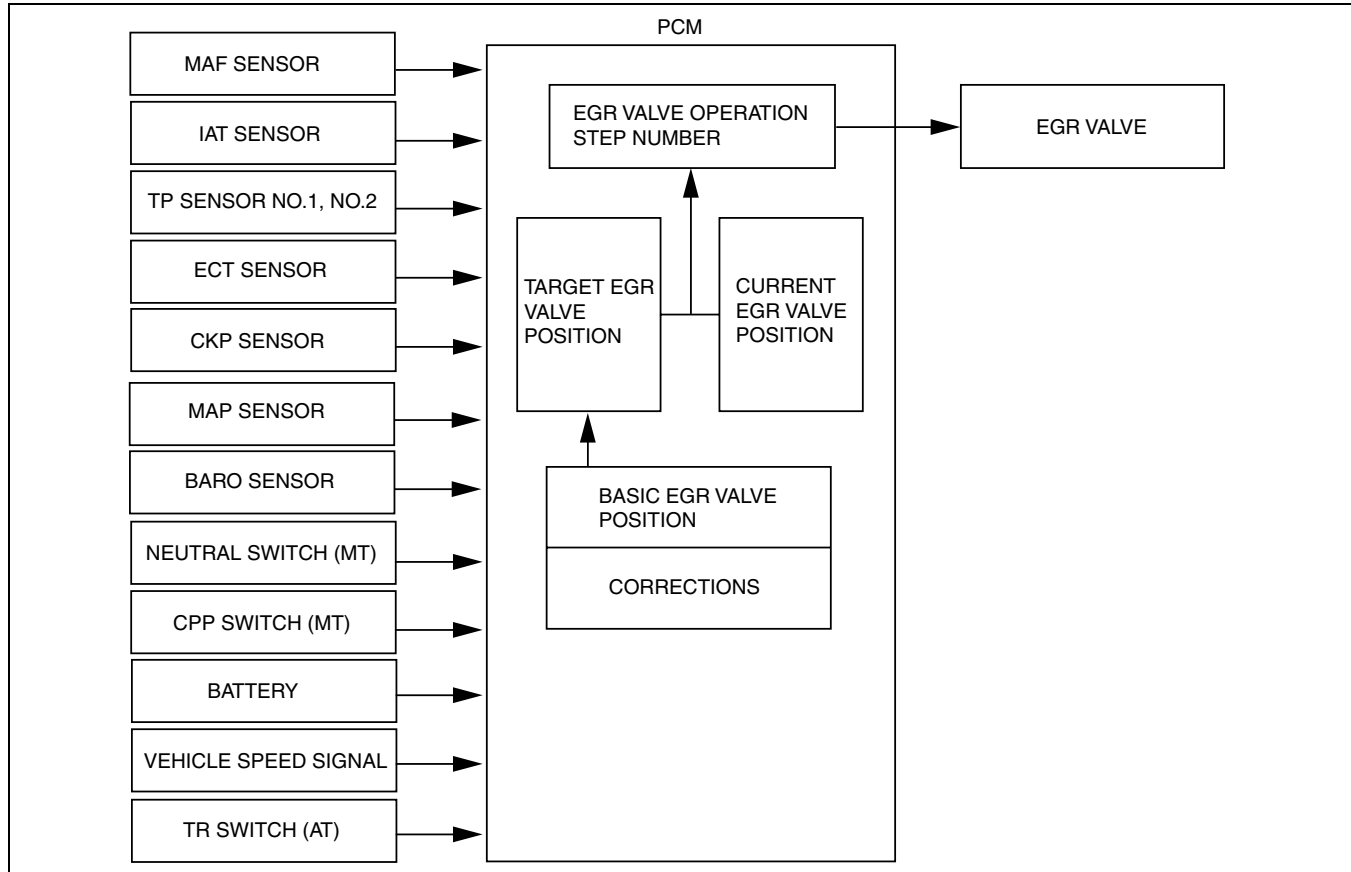 PCM
MAF SENSOR
IAT SENSOR
TP SENSOR NO.1, NO.2
ECT SENSOR
CKP SENSOR
MAP SENSOR
BARO SENSOR
NEUTRAL SWITCH (MT)
CPP SWITCH (MT)
BATTERY
VEHICLE SPEED SIGNAL
TR SWITCH (AT)
EGR VALVE OPERATION
STEP NUMBER
TARGET EGR
VALVE
POSITION
CURRENT
EGR VALVE
POSITION
BASIC EGR VALVE
POSITION
CORRECTIONS
EGR VALVE